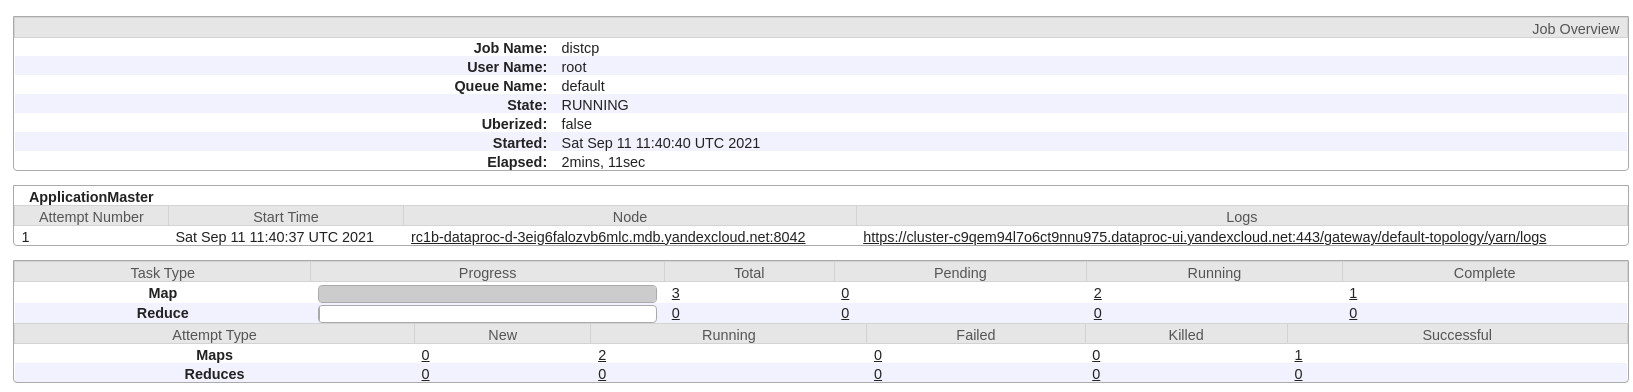 Job Overview
Job Name: distcp
User Name: root
Queue Name: default
State: RUNNING
Uberized: false
Started: Sat Sep 11 11:40:40 UTC 2021
Elapsed: 2mins, 11sec
ApplicationMaster
Attempt Number Start Time Node Logs
1 Sat Sep 11 11:40:37 UTC 2021 rc1b-dataproc-d-3eig6falozvb6mlc.mdb.yandexcloud.net:8042 https://cluster-c9qem94l7o6ct9nnu975.dataproc-ui.yandexcloud.net:443/gateway/default-topology/yarn/logs
Task Type Progress Total Pending Running Complete
Map 3 0 2 1
Reduce 0 0 0 0
Attempt Type New Running Failed Killed Successful
Maps 0 2 0 0 1
Reduces 0 0 0 0 0